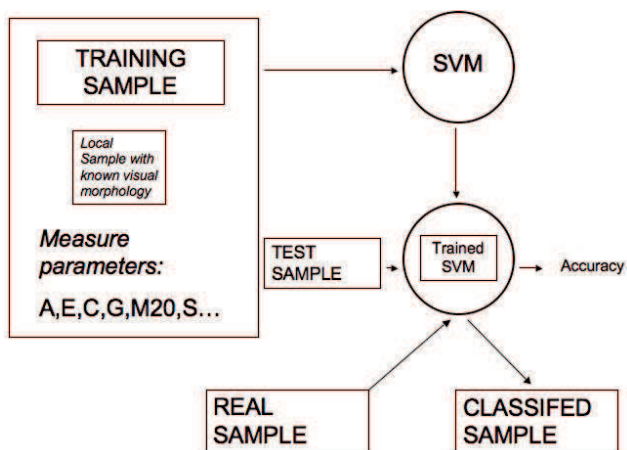 TRAINING
SAMPLE
SVM
Local
Sample with
known visual
morphology
Measure
parameters:
A,E,C,G,M20,S...
TEST
SAMPLE
Trained
SVM
Accuracy
REAL
SAMPLE
CLASSIFED
SAMPLE